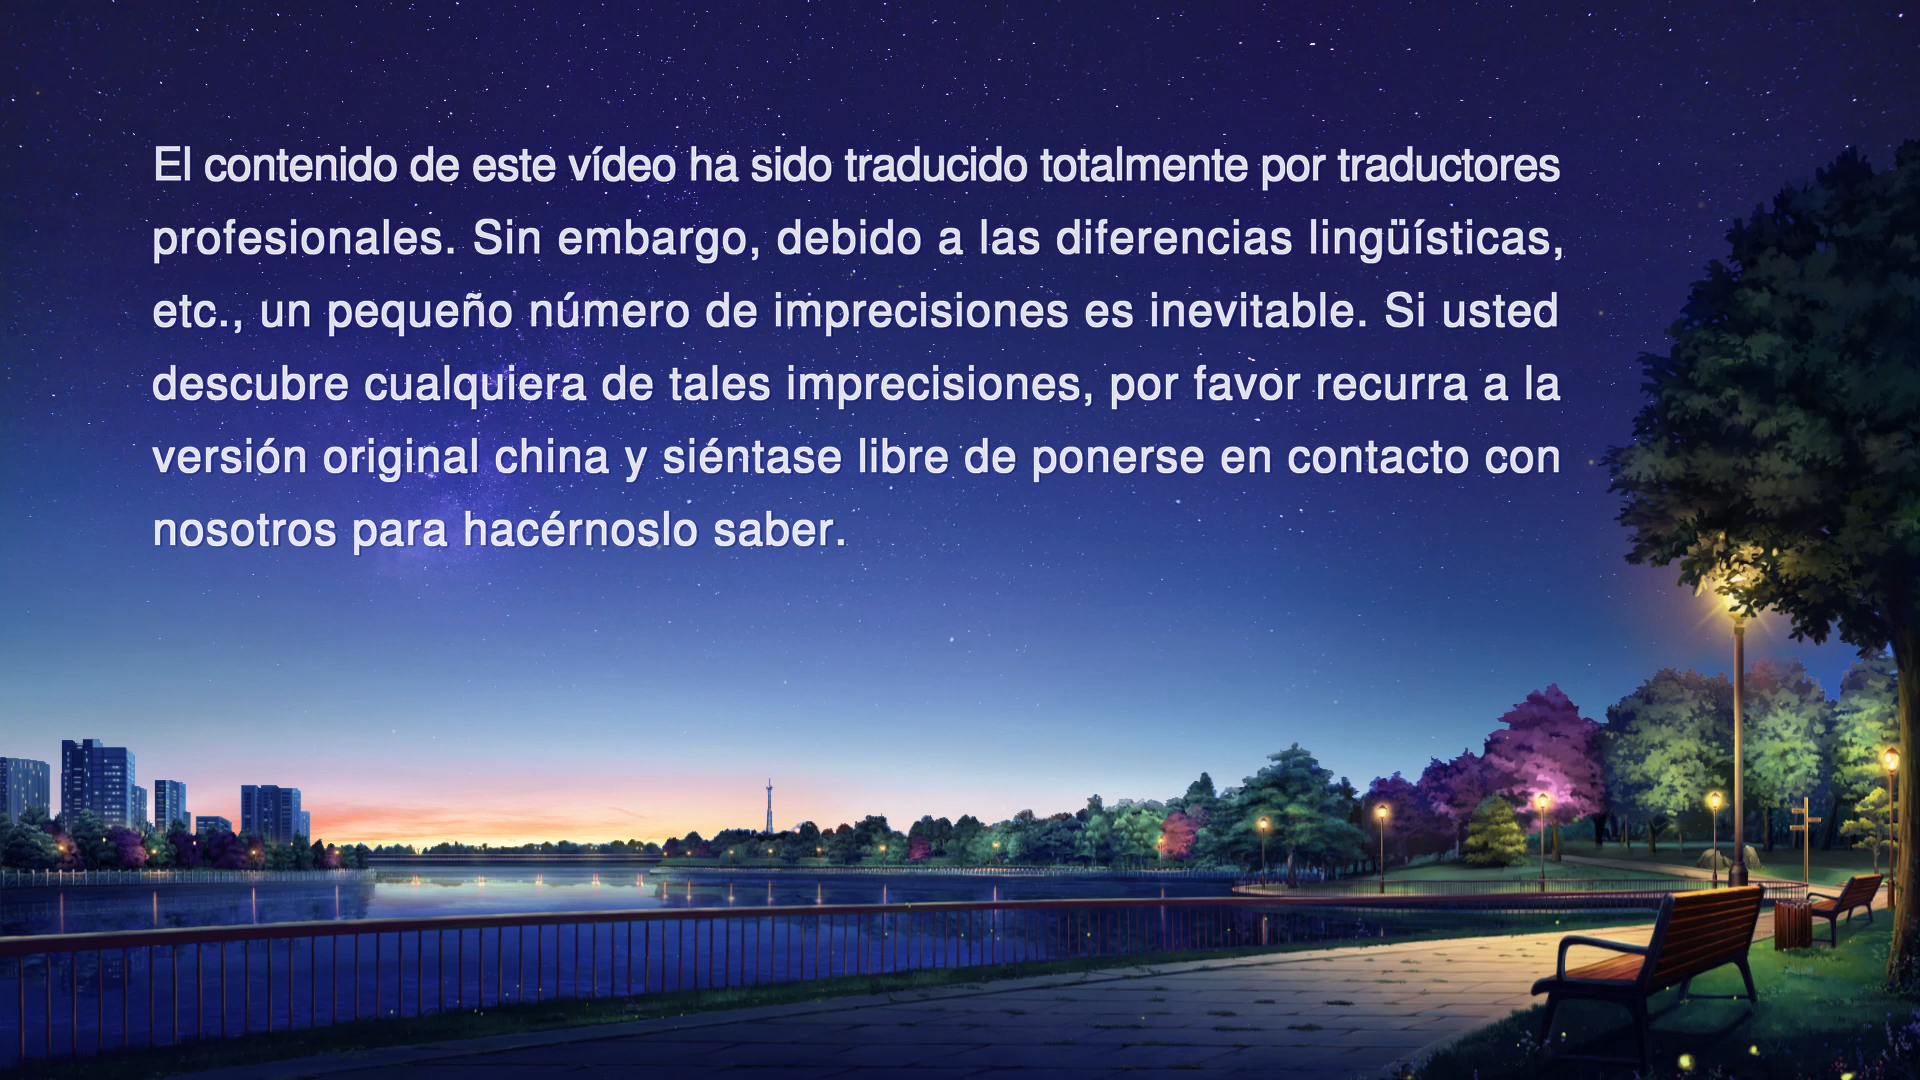 El contenido de este vídeo ha sido traducido totalmente por traductores
profesionales. Sin embargo, debido a las diferencias lingüísticas,
etc., un pequeño número de imprecisiones es inevitable. Si usted
descubre cualquiera de tales imprecisiones, por favor recurra a la
versión original china y siéntase libre de ponerse en contacto con
nosotros para hacérnoslo saber.